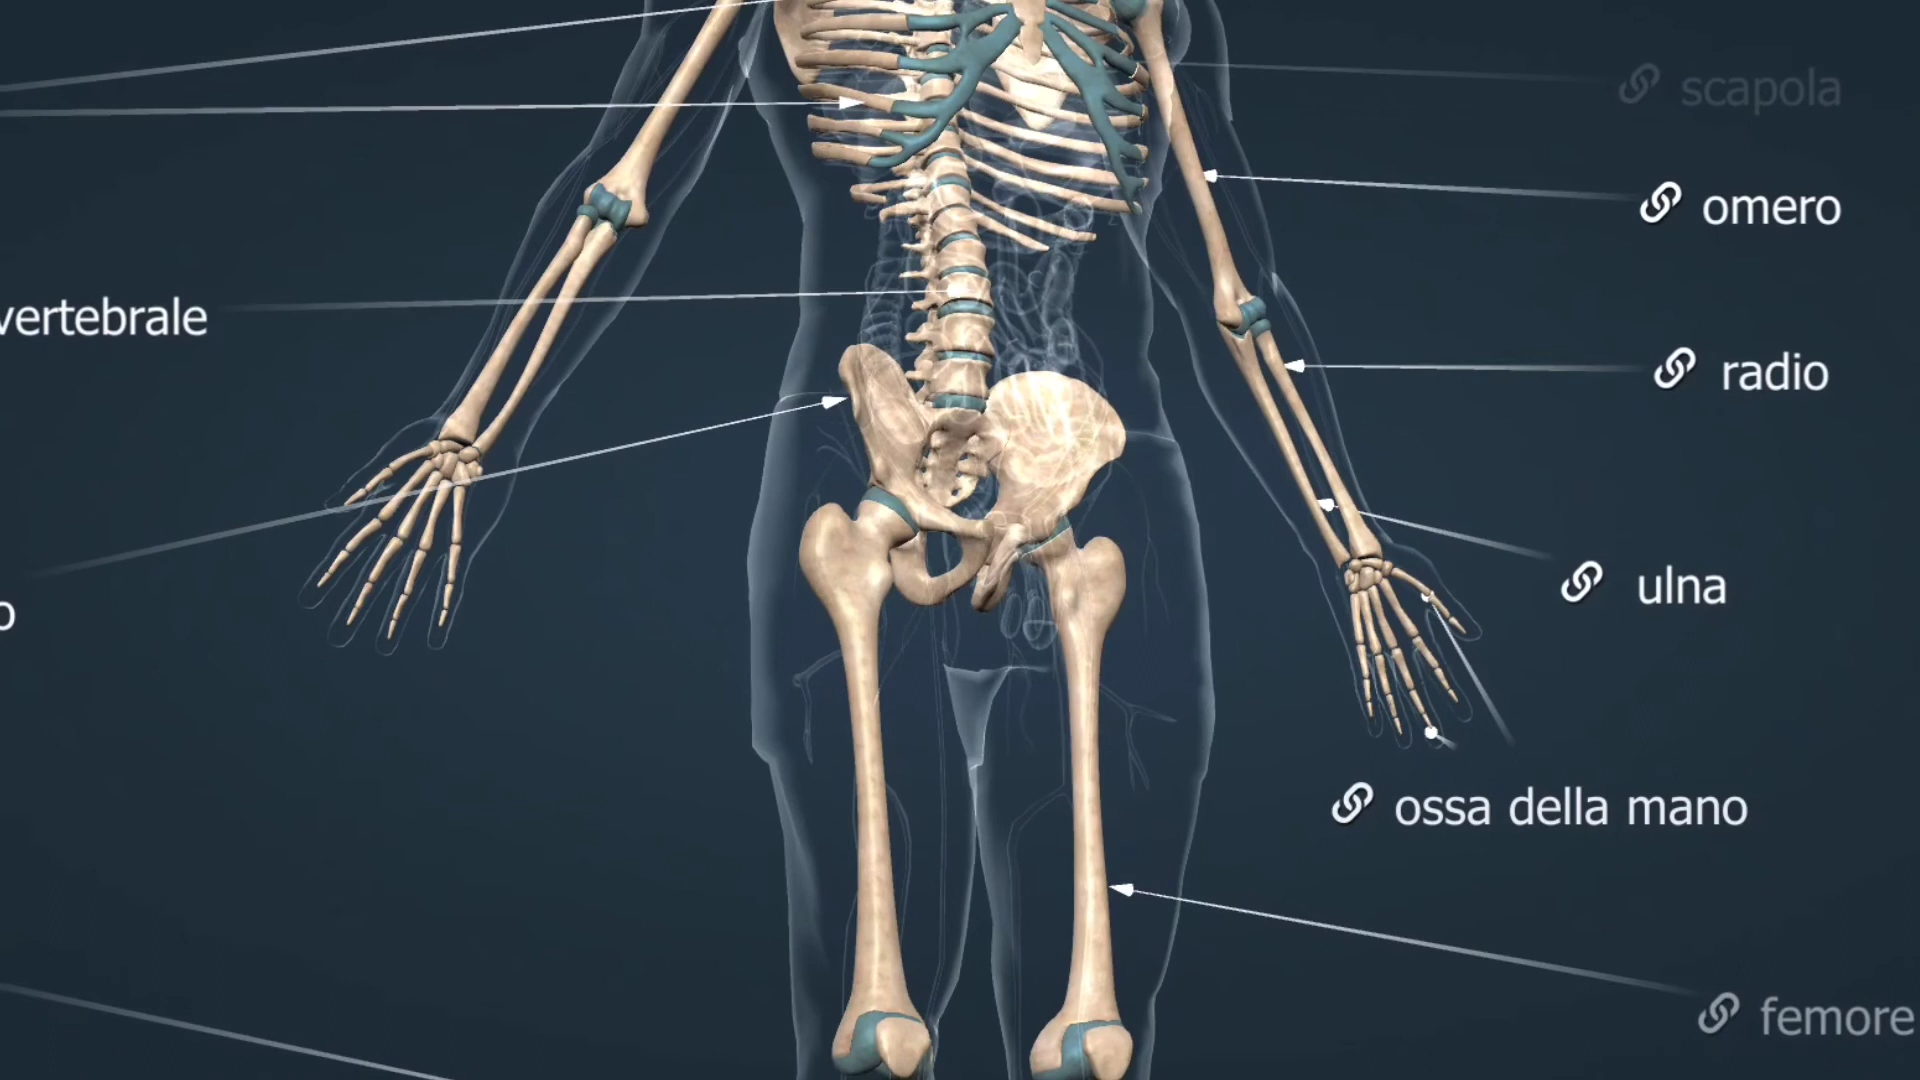 scapola
omero
vertebrale
radio
ulna
o
ossa della mano
femore